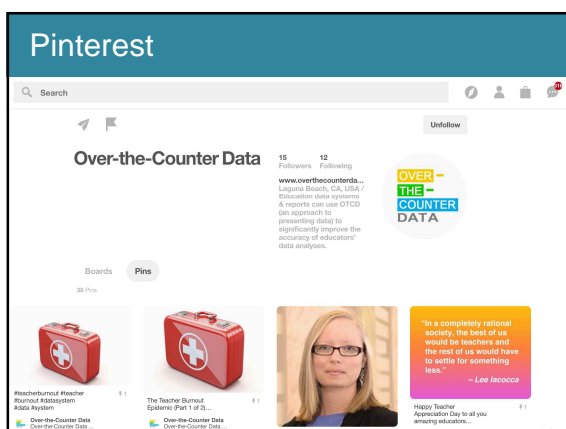 Pinterest
Search
Unfollow
Over-the-Counter Data
15 12
Followers Following
www.overthecounterda...
Laguna Beach, CA, USA /
Education data systems
& reports can use OTCD
(an approach to
presenting data) to
significantly improve the
accuracy of educators'
data analyses.
OVER –
THE –
COUNTER
DATA
Boards Pins
38 Pins
#teacherburnout #teacher
#burnout #datasystem
#data #system
1
Over-the-Counter Data
Over-the-Counter Data ...
The Teacher Burnout
Epidemic (Part 1 of 2)...
1
Over-the-Counter Data
Over-the-Counter Data ...
"In a completely rational
society, the best of us
would be teachers and
the rest of us would have
to settle for something
less."
– Lee Iacocca
Happy Teacher
Appreciation Day to all you
amazing educators...
1